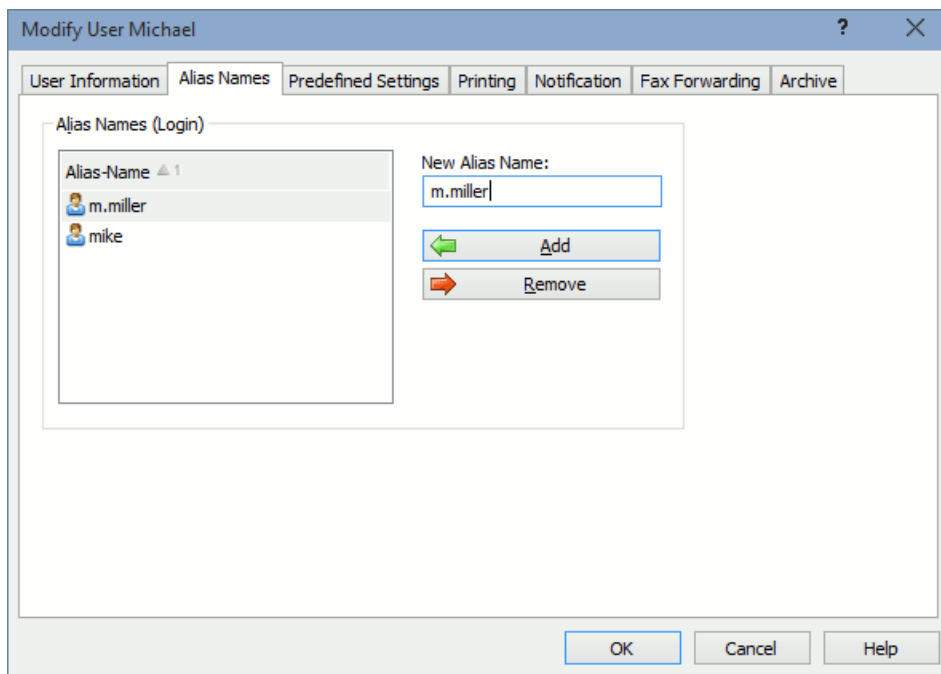 Modify User Michael ?
User Information Alias Names Predefined Settings Printing Notification Fax Forwarding Archive
Alias Names (Login)
Alias-Name 1
New Alias Name:
m.miller
m.miller
mike
Add
Remove
OK Cancel Help